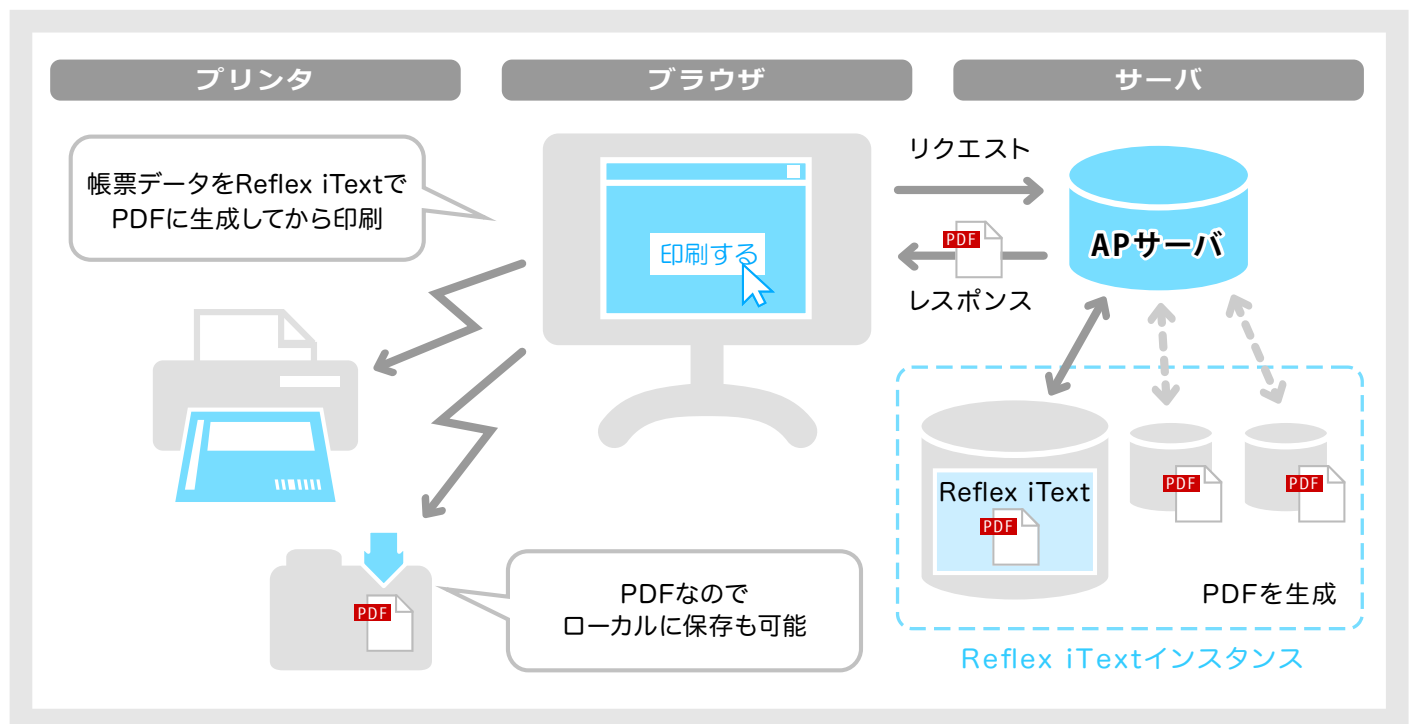 プリンタ
ブラウザ
サーバ
帳票データをReflex iTextで
PDFに生成してから印刷
印刷する
リクエスト
PDF
レスポンス
APサーバ
Reflex iText
PDF
PDF
PDF
PDFを生成
Reflex iTextインスタンス
PDF
PDFなので
ローカルに保存も可能